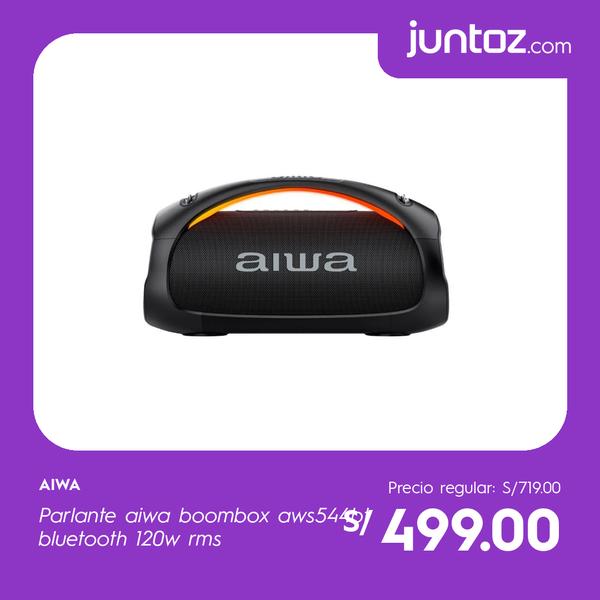 juntoz.com
aiwa
AIWA
Precio regular: S/719.00
Parlante aiwa boombox
S/ 499.00
bluetooth 120w rms